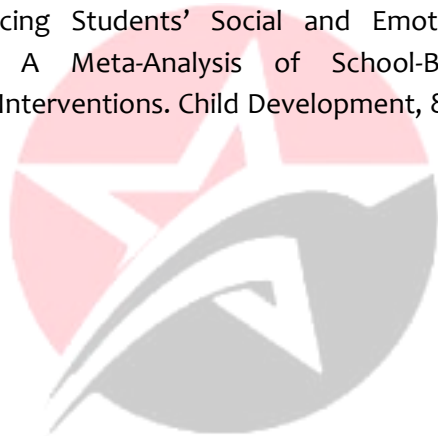 cing Students’ Social and Emot
A Meta-Analysis of School-B
Interventions. Child Development, 8